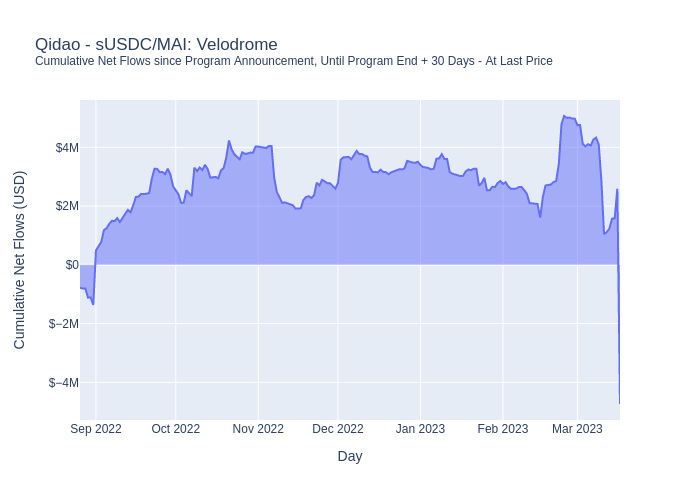 Qidao - sUSDC/MAI: Velodrome
Cumulative Net Flows since Program Announcement, Until Program End + 30 Days - At Last Price
Cumulative Net Flows (USD)
$4M
$2M
$0
$−2M
$−4M
Sep 2022
Oct 2022
Nov 2022
Dec 2022
Jan 2023
Feb 2023
Mar 2023
Day